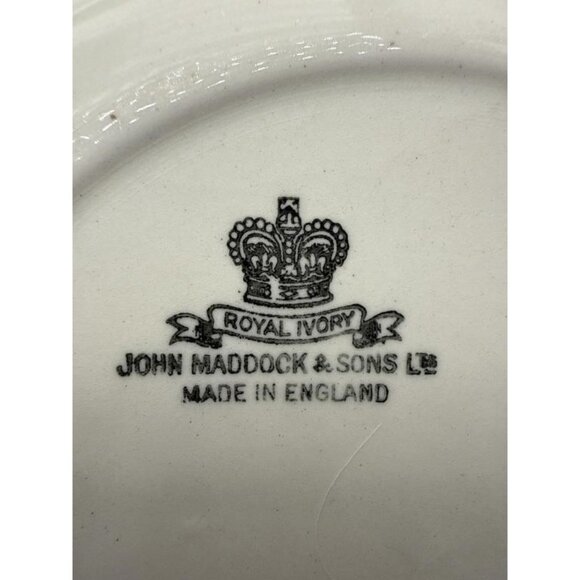 ROYAL IVORY
JOHN MADDOCK & SONS LTD
MADE IN ENGLAND